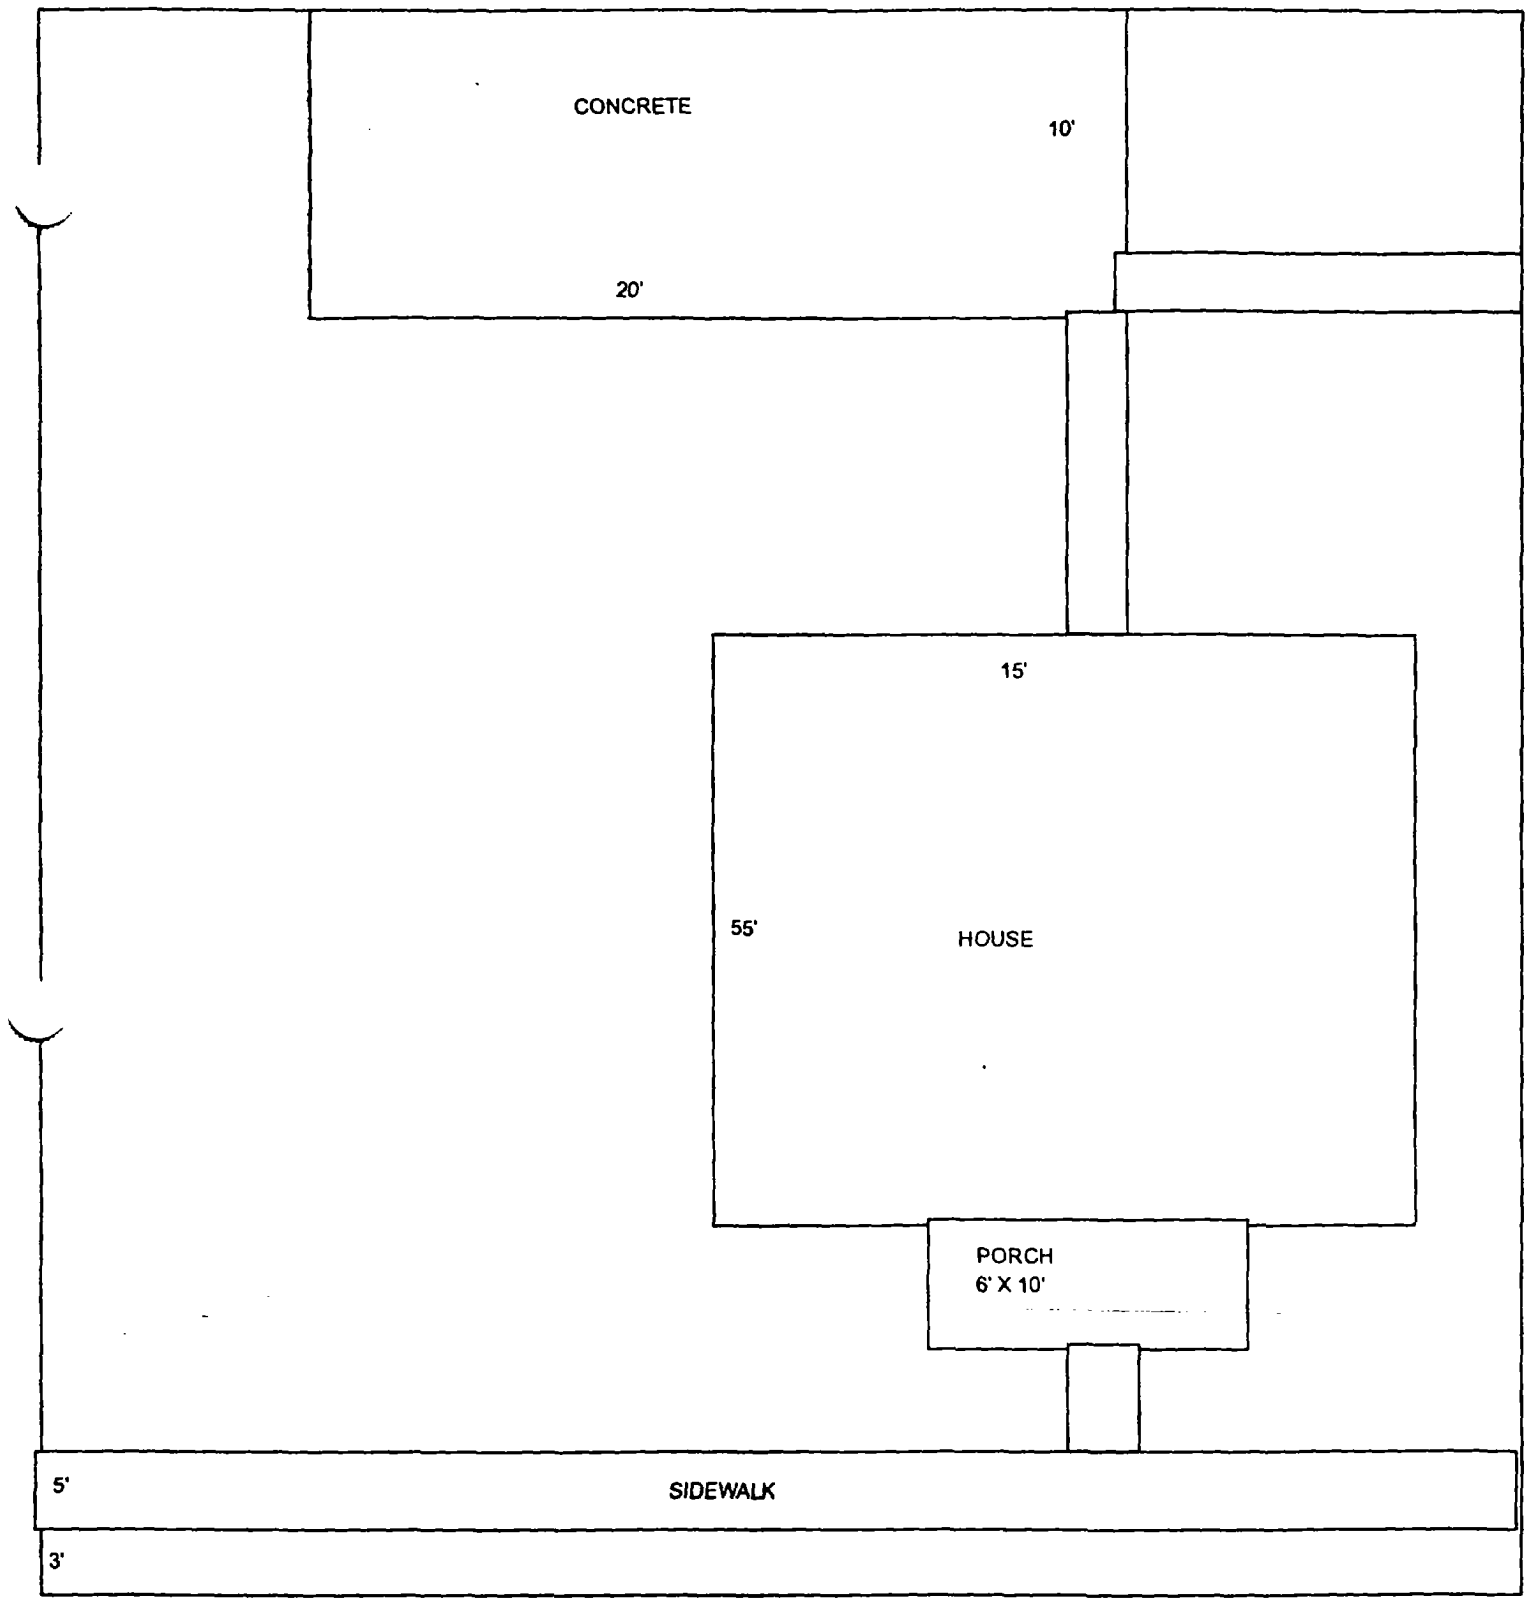 CONCRETE
10'
20'
15'
55'
HOUSE
PORCH
6' X 10'
5'
SIDEWALK
3'